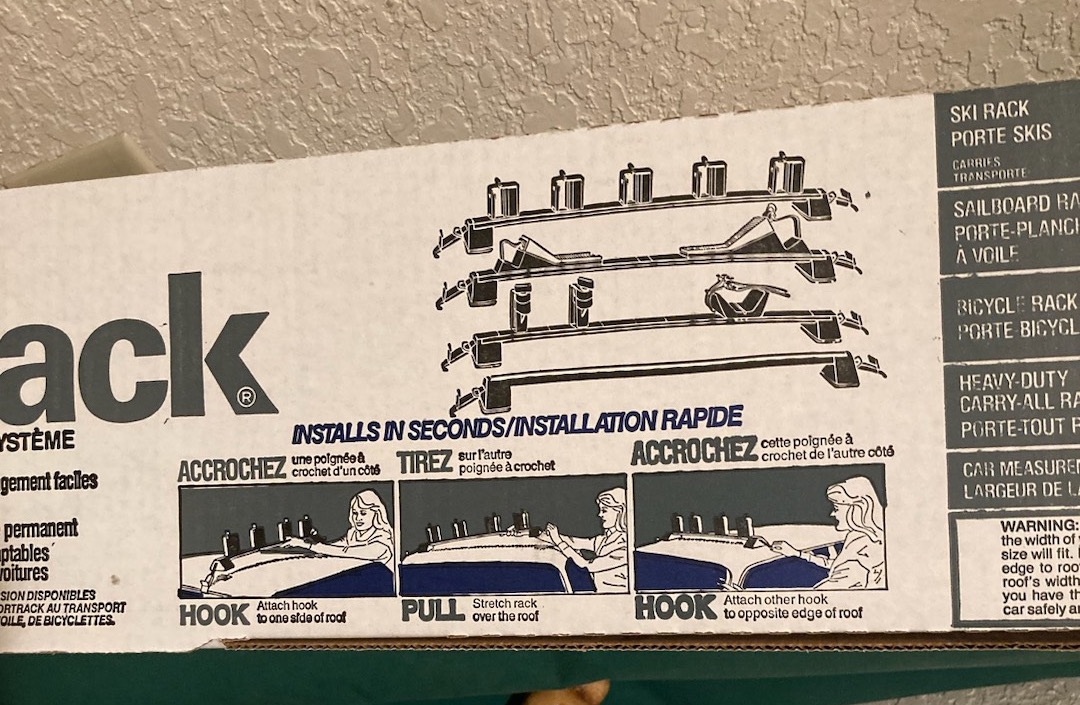 ack®
YSTÈME
gement faciles
permanent
ptables
voitures
SION DISPONIBLES
ORTRACK AU TRANSPORT
OILE, DE BICYCLETTES.
INSTALLS IN SECONDS/INSTALLATION RAPIDE
ACCROCHEZ une poignée à
crochet d'un côté
HOOK Attach hook
to one side of roof
TIREZ sur l'autre
poignée à crochet
PULL Stretch rack
over the roof
ACCROCHEZ cette poignée à
crochet de l'autre côté
HOOK Attach other hook
to opposite edge of roof
SKI RACK
PORTE SKIS
CARRIES
TRANSPORTE
SAILBOARD RA
PORTE-PLANCH
À VOILE
BICYCLE RACK
PORTE-BICYCL
HEAVY-DUTY
CARRY-ALL RA
PORTE-TOUT
CAR MEASURE
LARGEUR DE L
WARNING:
the width of
size will fit.
edge to roo
roof's width
you have th
car safely a